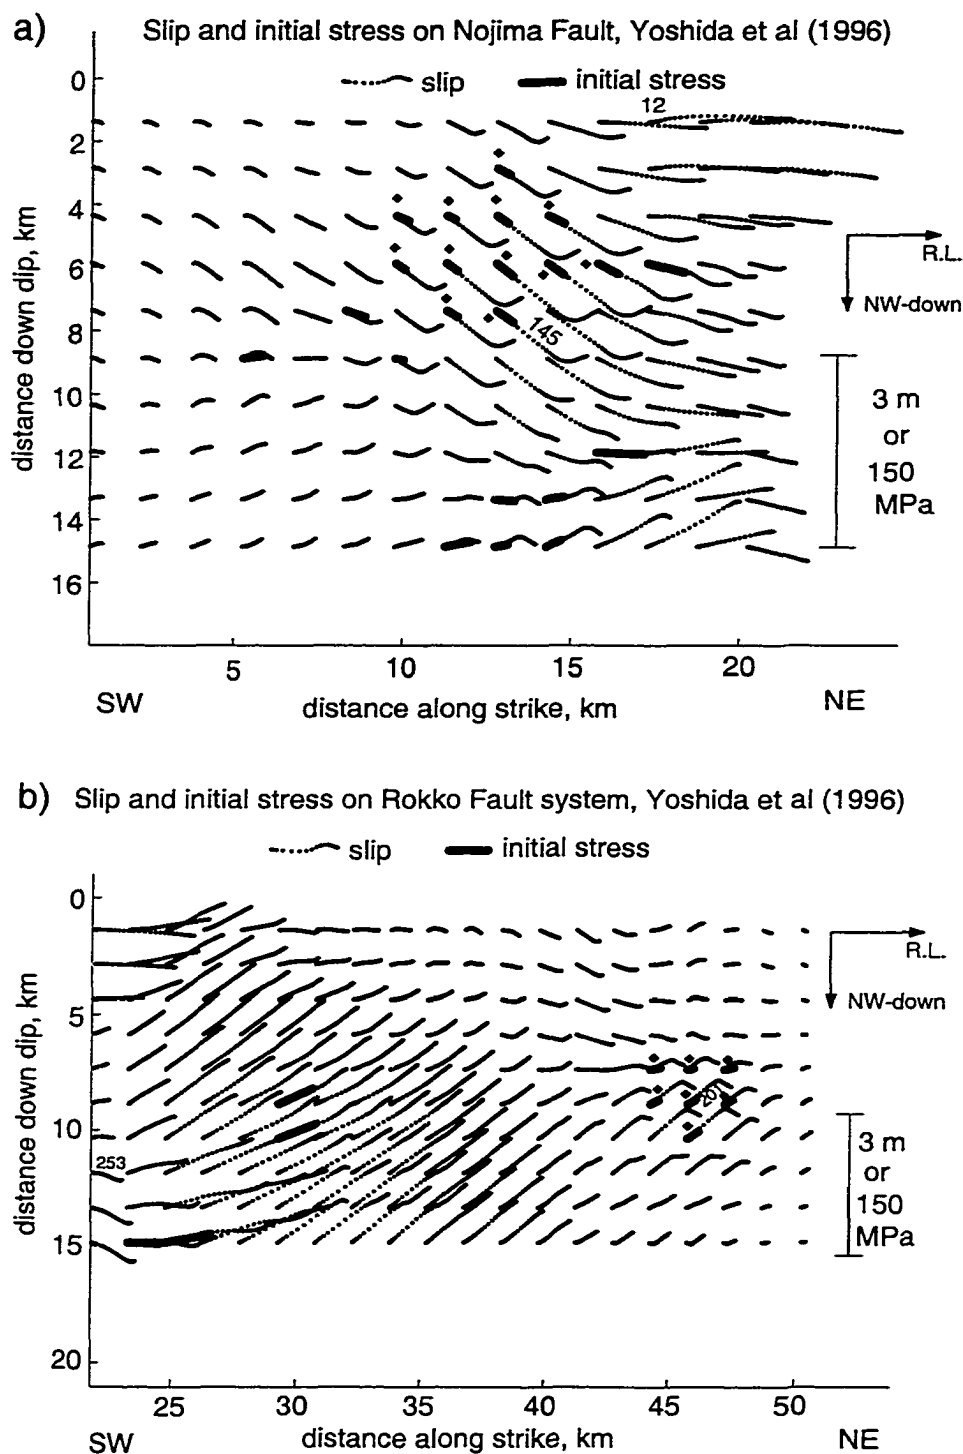 a) Slip and initial stress on Nojima Fault, Yoshida et al (1996)
slip initial stress
12
0
2
4
6
8
10
12
14
16
distance down dip, km
145
R.L.
NW-down
3 m
or
150
MPa
5 10 15 20
SW distance along strike, km NE
b) Slip and initial stress on Rokko Fault system, Yoshida et al (1996)
slip initial stress
0
5
10
15
20
distance down dip, km
253
R.L.
NW-down
3 m
or
150
MPa
25 30 35 40 45 50
SW distance along strike, km NE